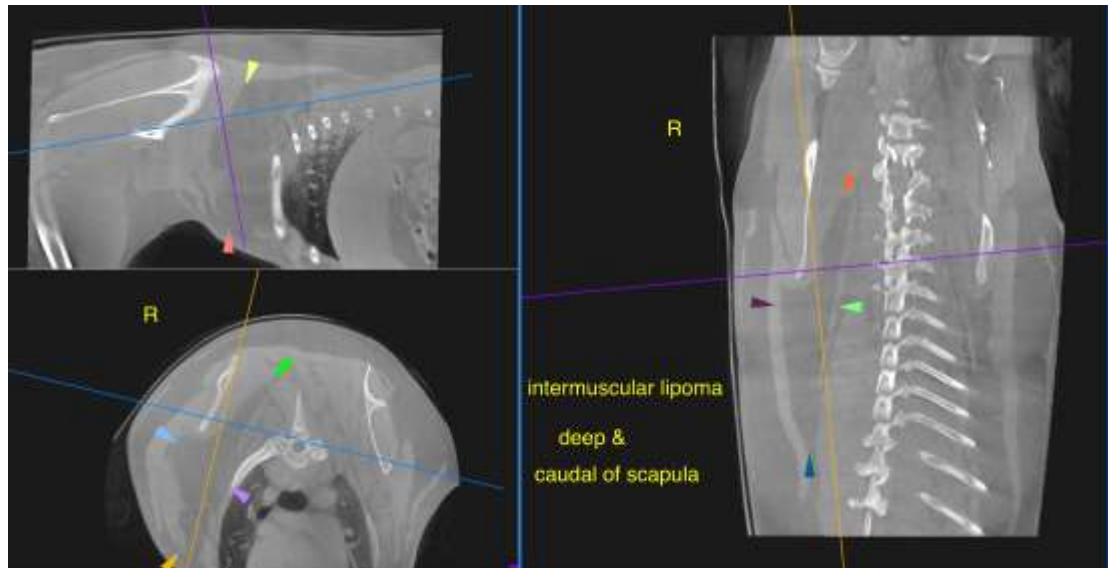 R
R
intermuscular lipoma
deep &
caudal of scapula